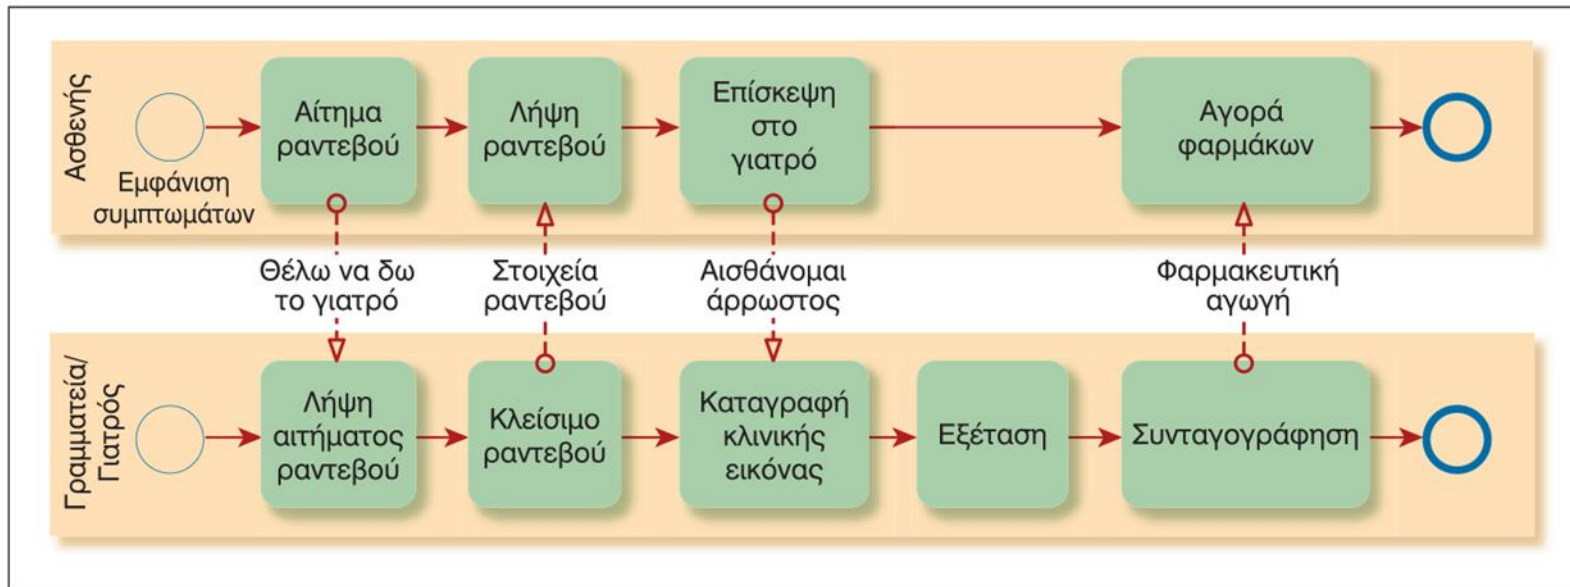 Ασθενής
Εμφάνιση
συμπτωμάτων
Αίτημα
ραντεβού
Λήψη
ραντεβού
Επίσκεψη
στο
γιατρό
Αγορά
φαρμάκων
Θέλω να δω
το γιατρό
Στοιχεία
ραντεβού
Αισθάνομαι
άρρωστος
Φαρμακευτική
αγωγή
Γραμματεία/
Γιατρός
Λήψη
αιτήματος
ραντεβού
Κλείσιμο
ραντεβού
Καταγραφή
κλινικής
εικόνας
Εξέταση
Συνταγογράφηση